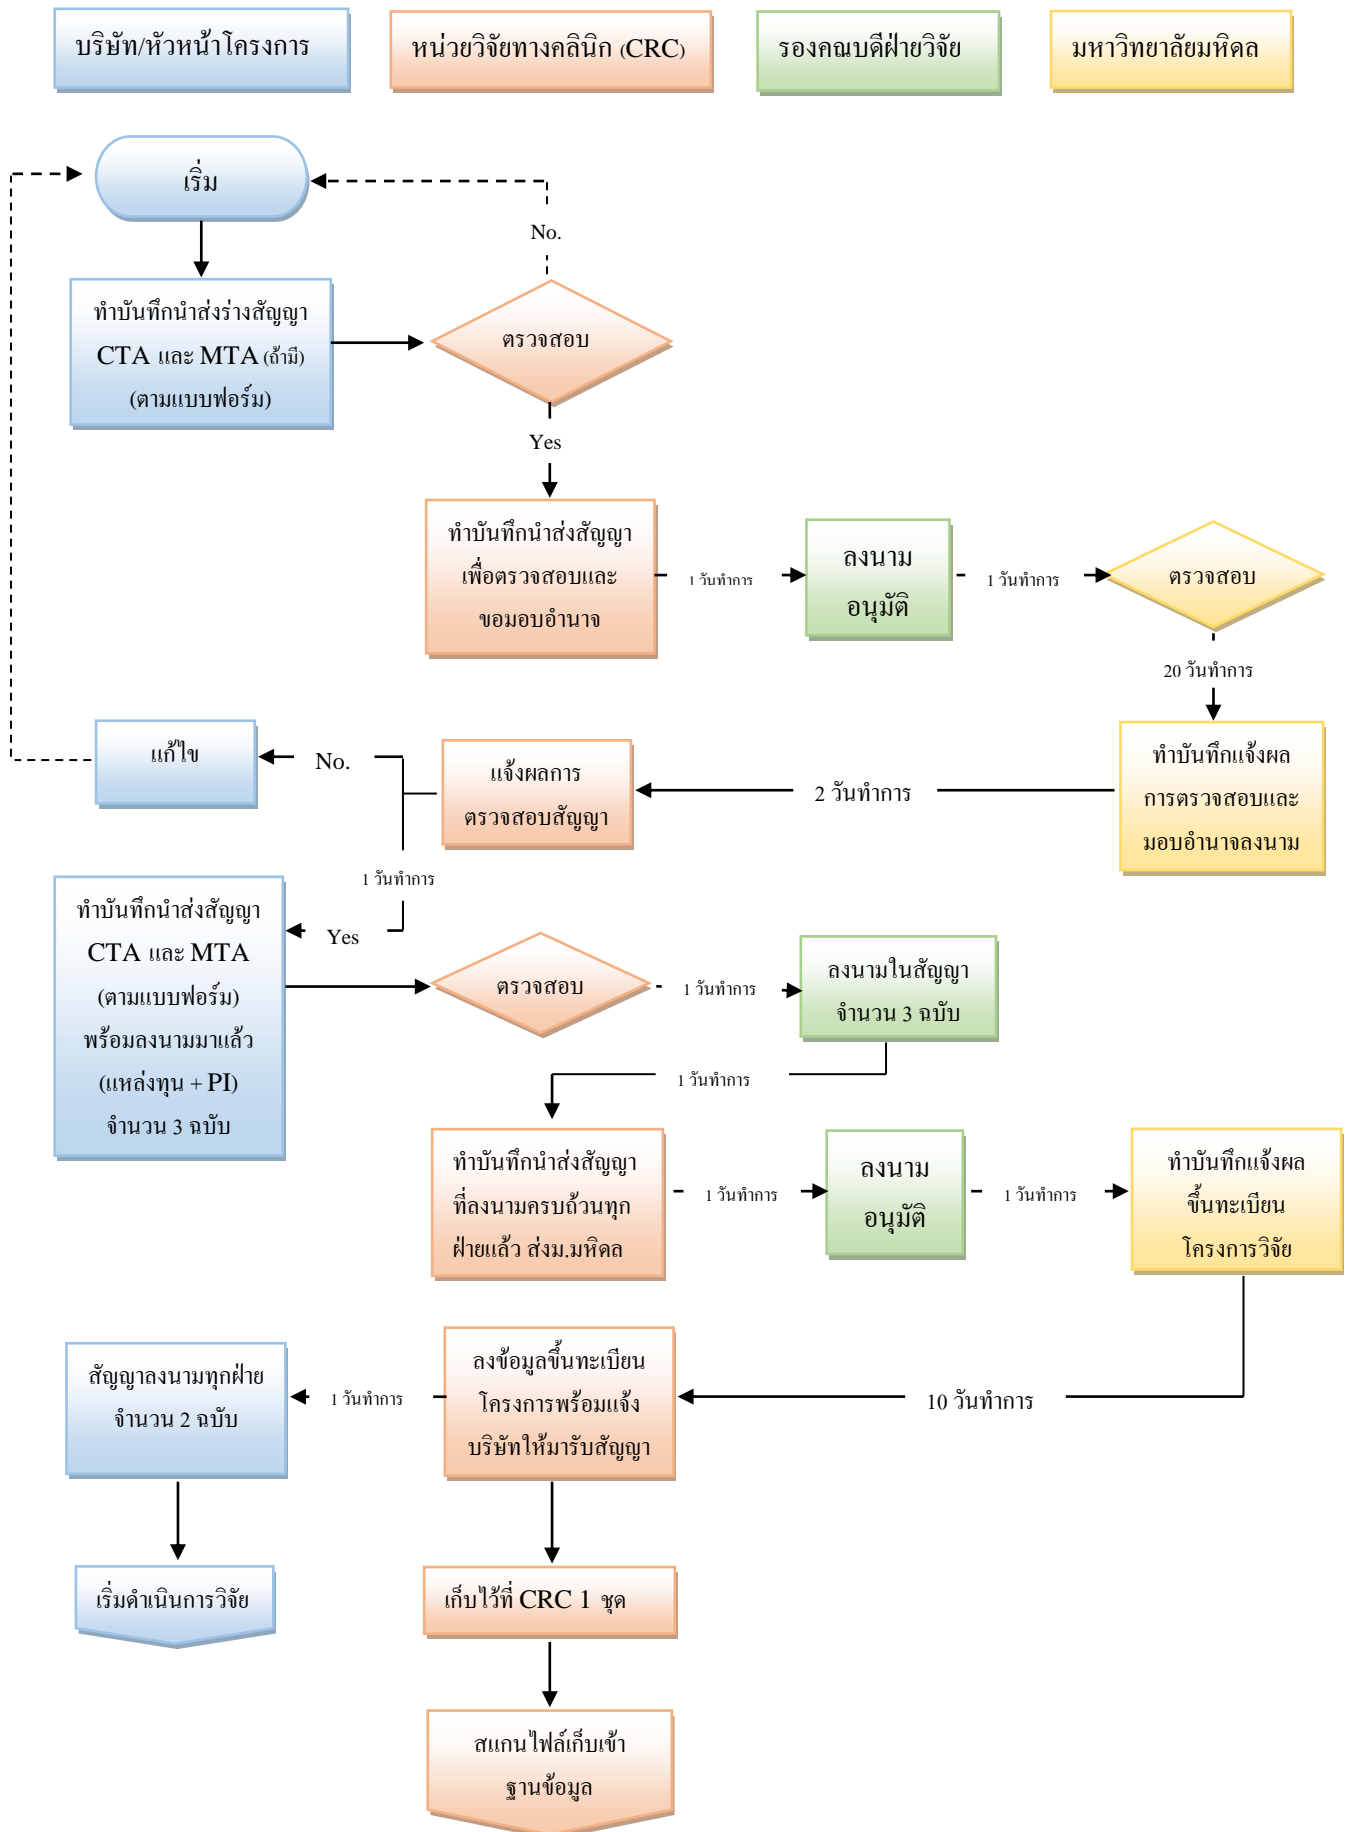 บริษัท/หัวหน้าโครงการ
หน่วยวิจัยทางคลินิก (CRC)
รองคณบดีฝ่ายวิจัย
มหาวิทยาลัยมหิดล
เริ่ม
No.
ทำบันทึกนำส่งร่างสัญญา
CTA และ MTA (ถ้ามี)
(ตามแบบฟอร์ม)
ตรวจสอบ
Yes
ทำบันทึกนำส่งสัญญา
เพื่อตรวจสอบและ
ขอมอบอำนาจ
1 วันทำการ
ลงนาม
อนุมัติ
1 วันทำการ
ตรวจสอบ
20 วันทำการ
ทำบันทึกแจ้งผล
การตรวจสอบและ
มอบอำนาจลงนาม
2 วันทำการ
แจ้งผลการ
ตรวจสอบสัญญา
No.
แก้ไข
1 วันทำการ
Yes
ทำบันทึกนำส่งสัญญา
CTA และ MTA
(ตามแบบฟอร์ม)
พร้อมลงนามมาแล้ว
(แหล่งทุน + PI)
จำนวน 3 ฉบับ
ตรวจสอบ
1 วันทำการ
ลงนามในสัญญา
จำนวน 3 ฉบับ
1 วันทำการ
ทำบันทึกนำส่งสัญญา
ที่ลงนามครบถ้วนทุก
ฝ่ายแล้ว ส่งม.มหิดล
1 วันทำการ
ลงนาม
อนุมัติ
1 วันทำการ
ทำบันทึกแจ้งผล
ขึ้นทะเบียน
โครงการวิจัย
10 วันทำการ
ลงข้อมูลขึ้นทะเบียน
โครงการพร้อมแจ้ง
บริษัทให้มารับสัญญา
1 วันทำการ
สัญญาลงนามทุกฝ่าย
จำนวน 2 ฉบับ
เริ่มดำเนินการวิจัย
เก็บไว้ที่ CRC 1 ชุด
สแกนไฟล์เก็บเข้า
ฐานข้อมูล